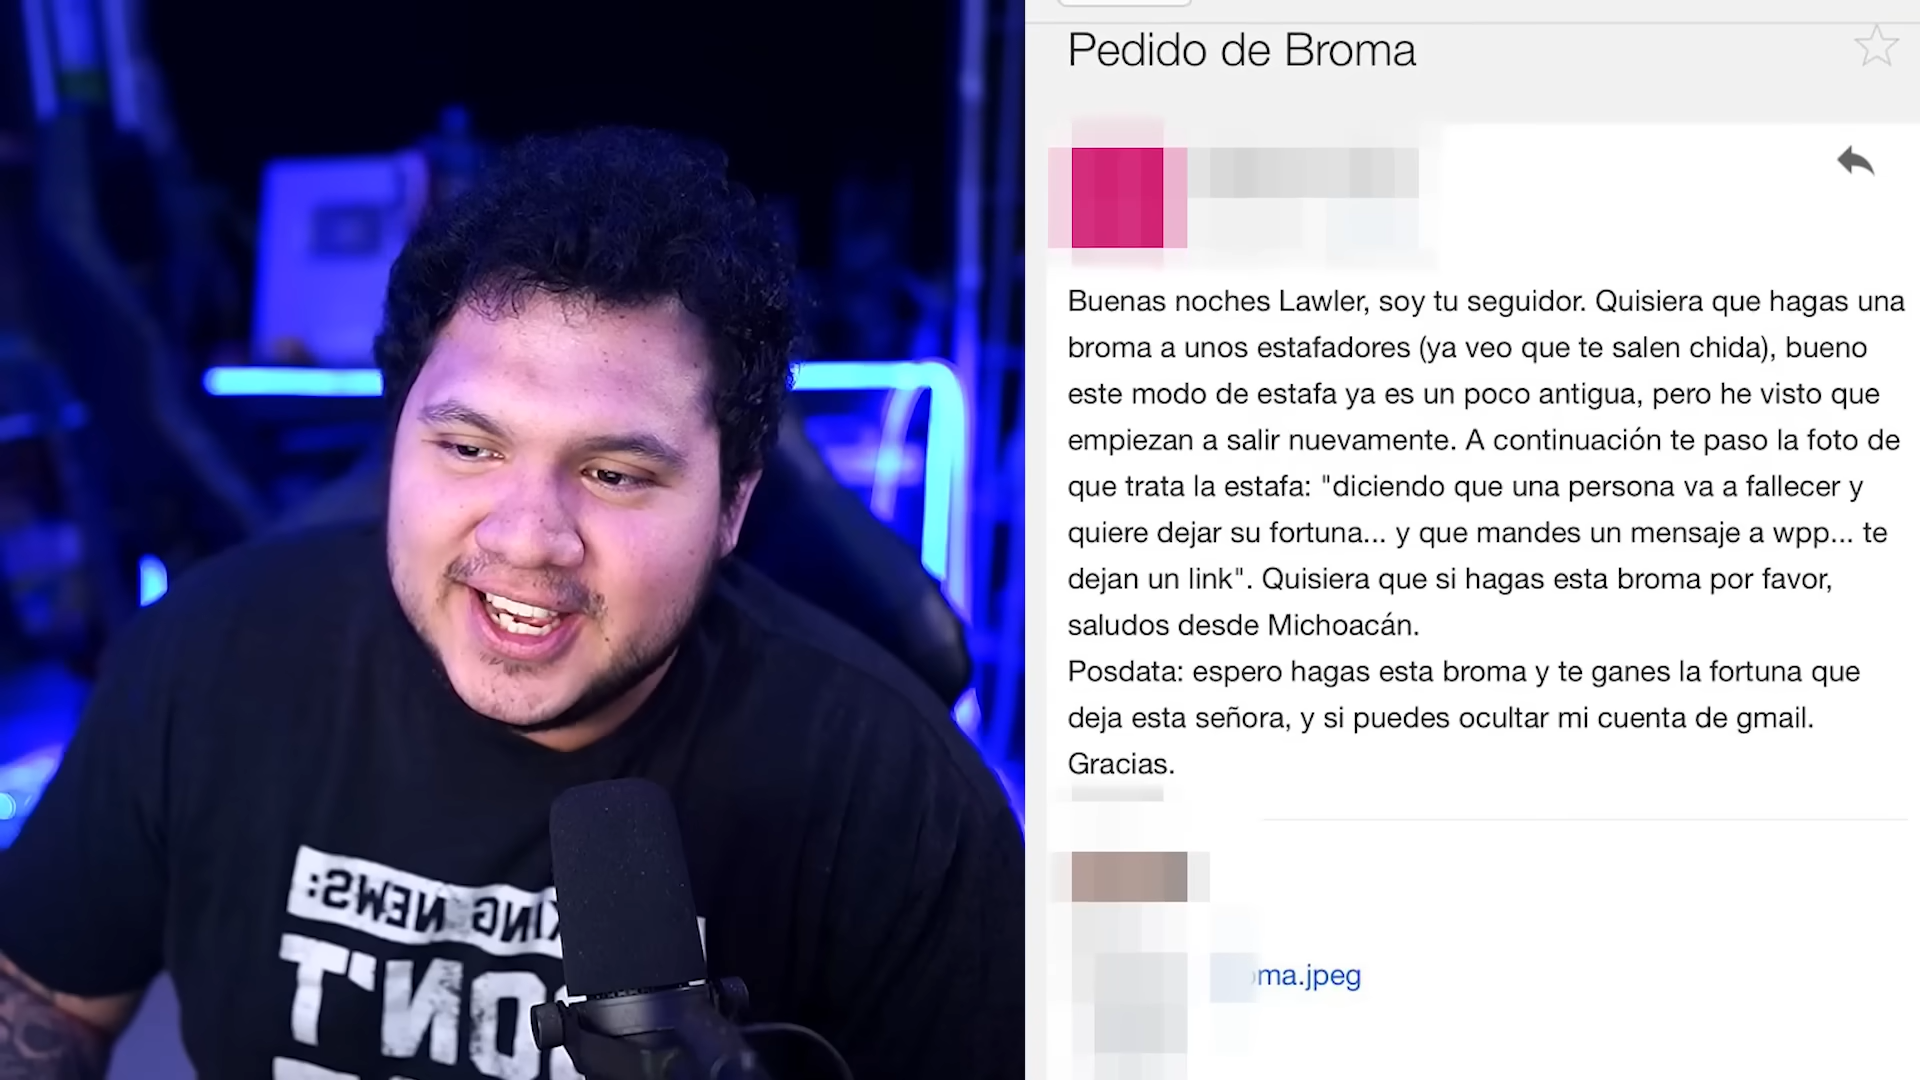 Pedido de Broma
Buenas noches Lawler, soy tu seguidor. Quisiera que hagas una
broma a unos estafadores (ya veo que te salen chida), bueno
este modo de estafa ya es un poco antigua, pero he visto que
empiezan a salir nuevamente. A continuación te paso la foto de
que trata la estafa: "diciendo que una persona va a fallecer y
quiere dejar su fortuna... y que mandes un mensaje a wpp... te
dejan un link". Quisiera que si hagas esta broma por favor,
saludos desde Michoacán.
Posdata: espero hagas esta broma y te ganes la fortuna que
deja esta señora, y si puedes ocultar mi cuenta de gmail.
Gracias.
oma.jpeg
KING NEWS:
DON'T